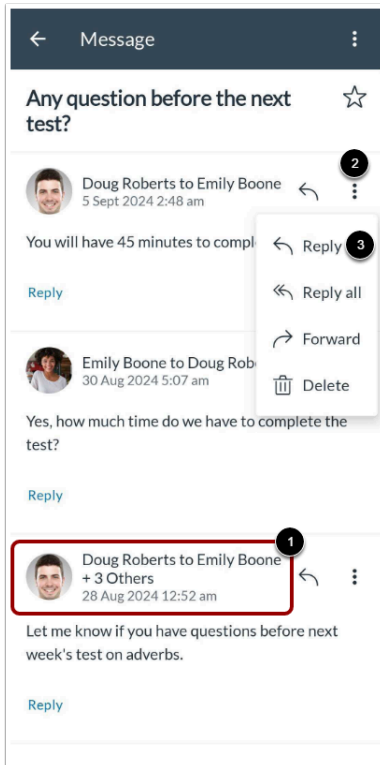 Message
Any question before the next
test?
2
Doug Roberts to Emily Boone
5 Sept 2024 2:48 am
You will have 45 minutes to compl
Reply 3
Reply all
Forward
Delete
Reply
Emily Boone to Doug Rob
30 Aug 2024 5:07 am
Yes, how much time do we have to complete the
test?
Reply
1
Doug Roberts to Emily Boone
+ 3 Others
28 Aug 2024 12:52 am
Let me know if you have questions before next
week's test on adverbs.
Reply